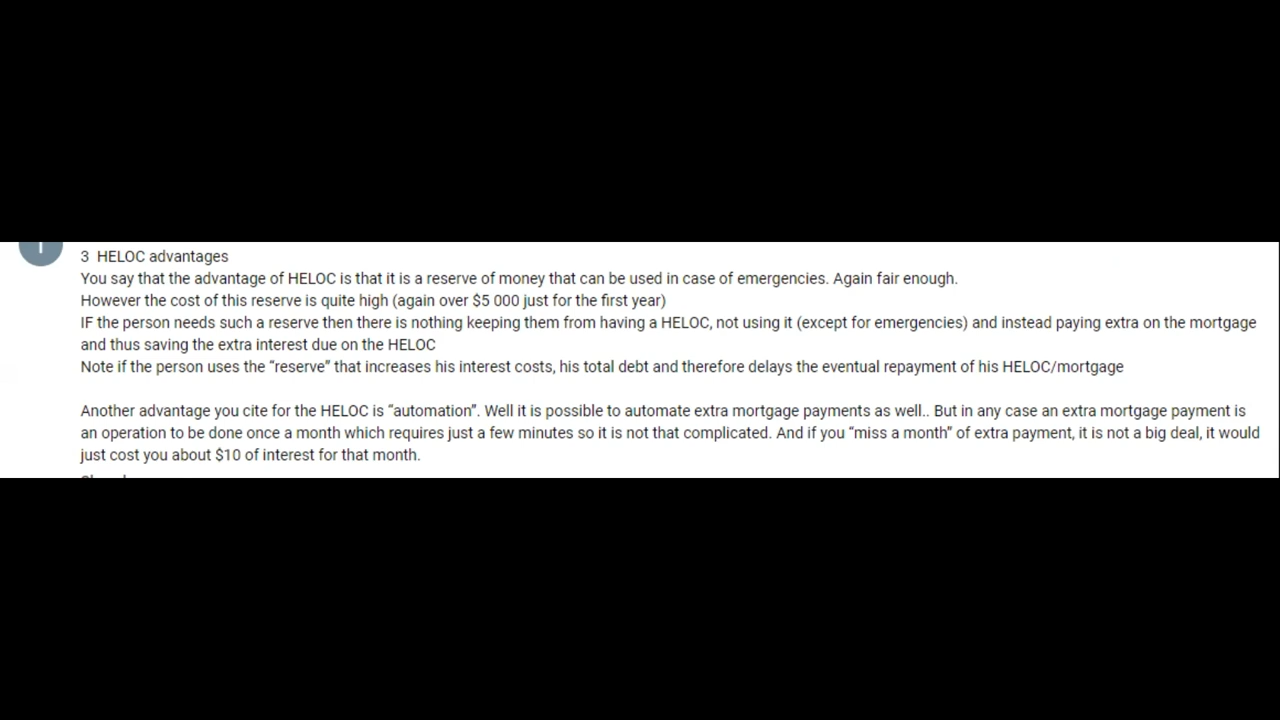 3 HELOC advantages
You say that the advantage of HELOC is that it is a reserve of money that can be used in case of emergencies. Again fair enough.
However the cost of this reserve is quite high (again over $5 000 just for the first year)
IF the person needs such a reserve then there is nothing keeping them from having a HELOC, not using it (except for emergencies) and instead paying extra on the mortgage
and thus saving the extra interest due on the HELOC
Note if the person uses the “reserve” that increases his interest costs, his total debt and therefore delays the eventual repayment of his HELOC/mortgage
Another advantage you cite for the HELOC is “automation”. Well it is possible to automate extra mortgage payments as well.. But in any case an extra mortgage payment is
an operation to be done once a month which requires just a few minutes so it is not that complicated. And if you “miss a month” of extra payment, it is not a big deal, it would
just cost you about $10 of interest for that month.